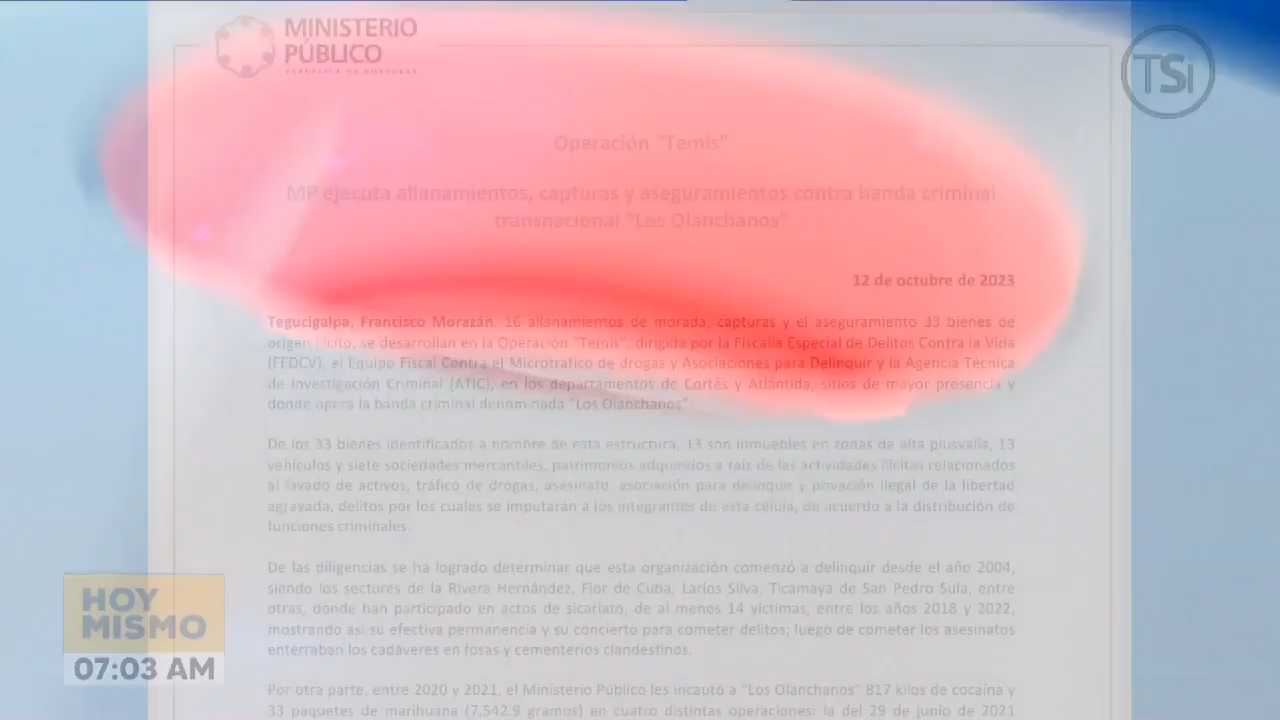 MINISTERIO
PÚBLICO
REPÚBLICA DE HONDURAS
TSi
Operación "Temis"
MP ejecuta allanamientos, capturas y aseguramientos contra banda criminal
transnacional "Los Olanchanos"
12 de octubre de 2023
Tegucigalpa, Francisco Morazán. 16 allanamientos de morada, capturas y el aseguramiento 33 bienes de
origen ilícito, se desarrollan en la Operación "Temis", dirigida por la Fiscalía Especial de Delitos Contra la Vida
(FEDCV), el Equipo Fiscal Contra el Microtrafico de drogas y Asociaciones para Delinquir y la Agencia Técnica
de Investigación Criminal (ATIC), en los departamentos de Cortés y Atlántida, sitios de mayor presencia y
donde opera la banda criminal denominada "Los Olanchanos".
De los 33 bienes identificados a nombre de esta estructura, 13 son inmuebles en zonas de alta plusvalía, 13
vehículos y siete sociedades mercantiles, patrimonios adquiridos a raíz de las actividades ilícitas relacionados
al lavado de activos, tráfico de drogas, asesinato, asociación para delinquir y privación ilegal de la libertad
agravada, delitos por los cuales se imputarán a los integrantes de esta célula, de acuerdo a la distribución de
funciones criminales.
De las diligencias se ha logrado determinar que esta organización comenzó a delinquir desde el año 2004,
siendo los sectores de la Rivera Hernández, Flor de Cuba, Larios Silva, Ticamaya de San Pedro Sula, entre
otras, donde han participado en actos de sicariato, de al menos 14 víctimas, entre los años 2018 y 2022,
mostrando así su efectiva permanencia y su concierto para cometer delitos; luego de cometer los asesinatos
enterraban los cadáveres en fosas y cementerios clandestinos.
Por otra parte, entre 2020 y 2021, el Ministerio Público les incautó a "Los Olanchanos" 817 kilos de cocaína y
33 paquetes de marihuana (7,542.9 gramos) en cuatro distintas operaciones: la del 29 de junio de 2021
HOY
MISMO
07:03 AM